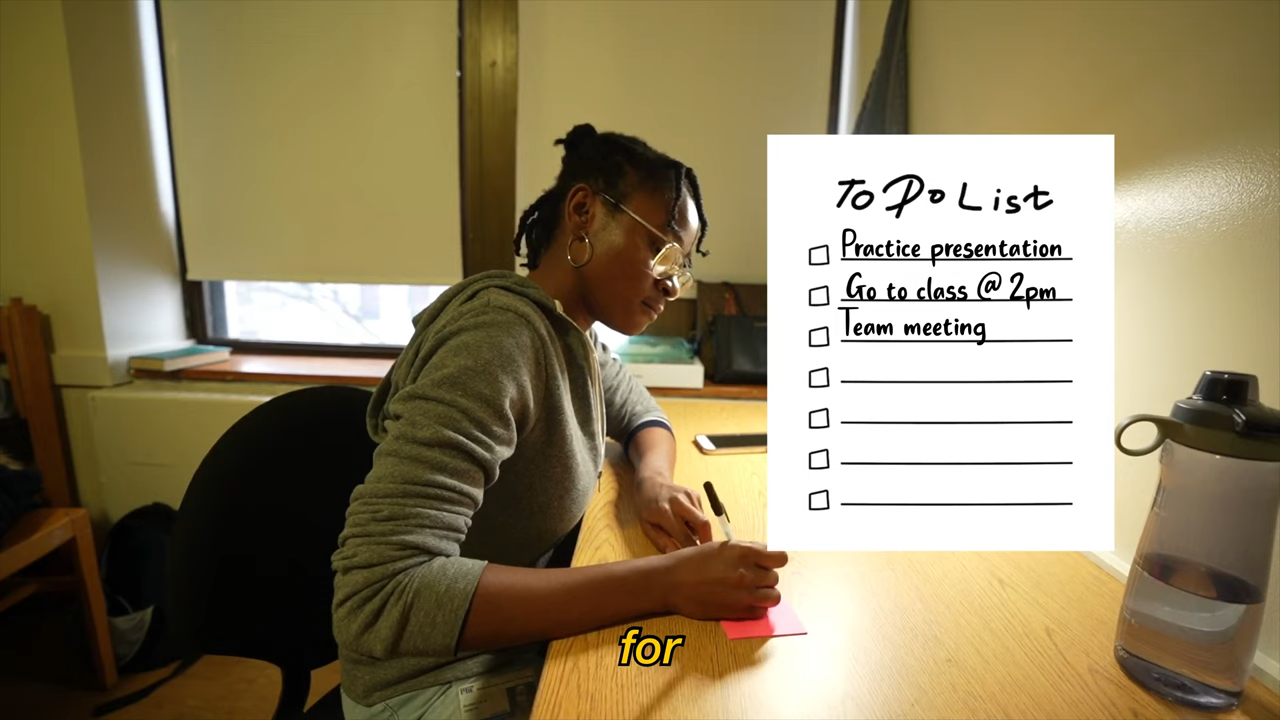 To Do List
Practice presentation
Go to class @ 2pm
Team meeting
for